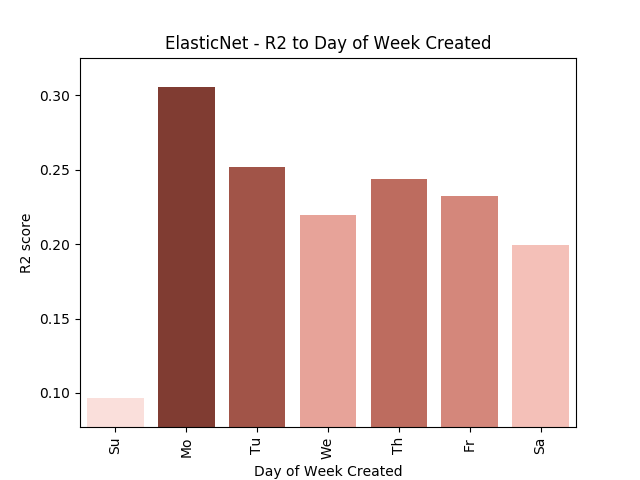 ElasticNet - R2 to Day of Week Created
R2 score
0.30
0.25
0.20
0.15
0.10
Su
Mo
Tu
We
Th
Fr
Sa
Day of Week Created